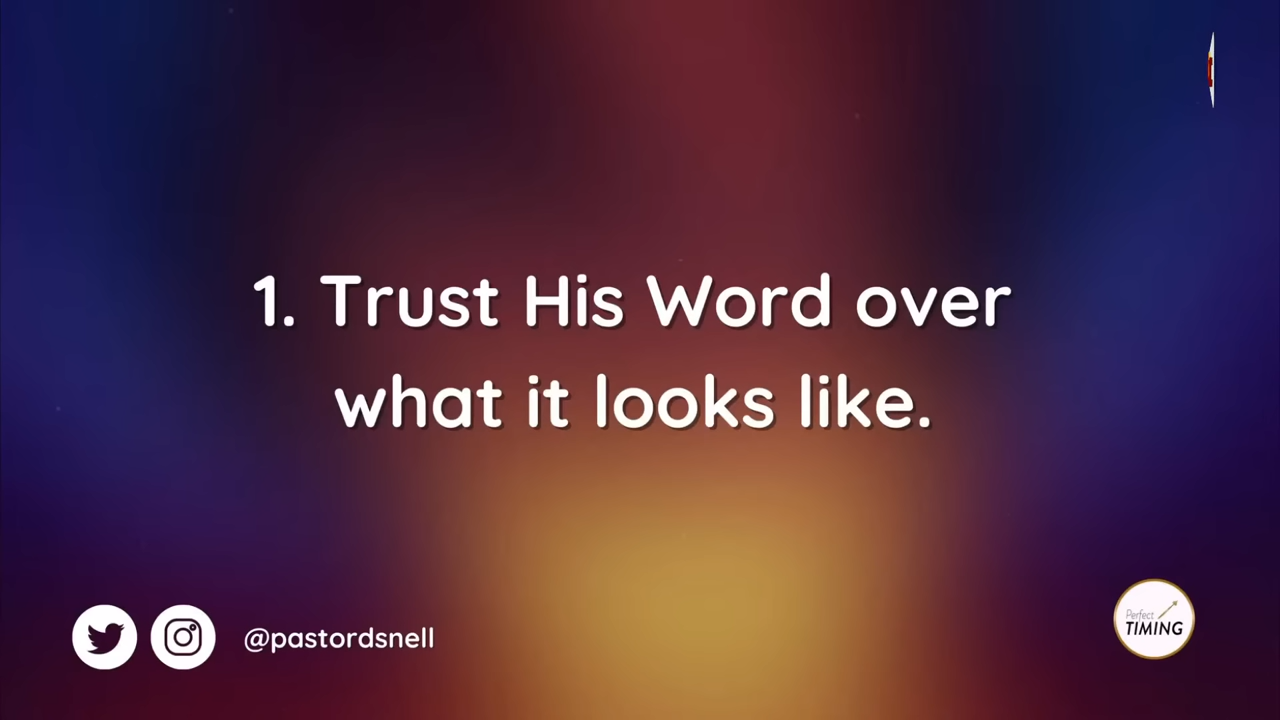 1. Trust His Word over
what it looks like.
@pastordsnell
Perfect
TIMING